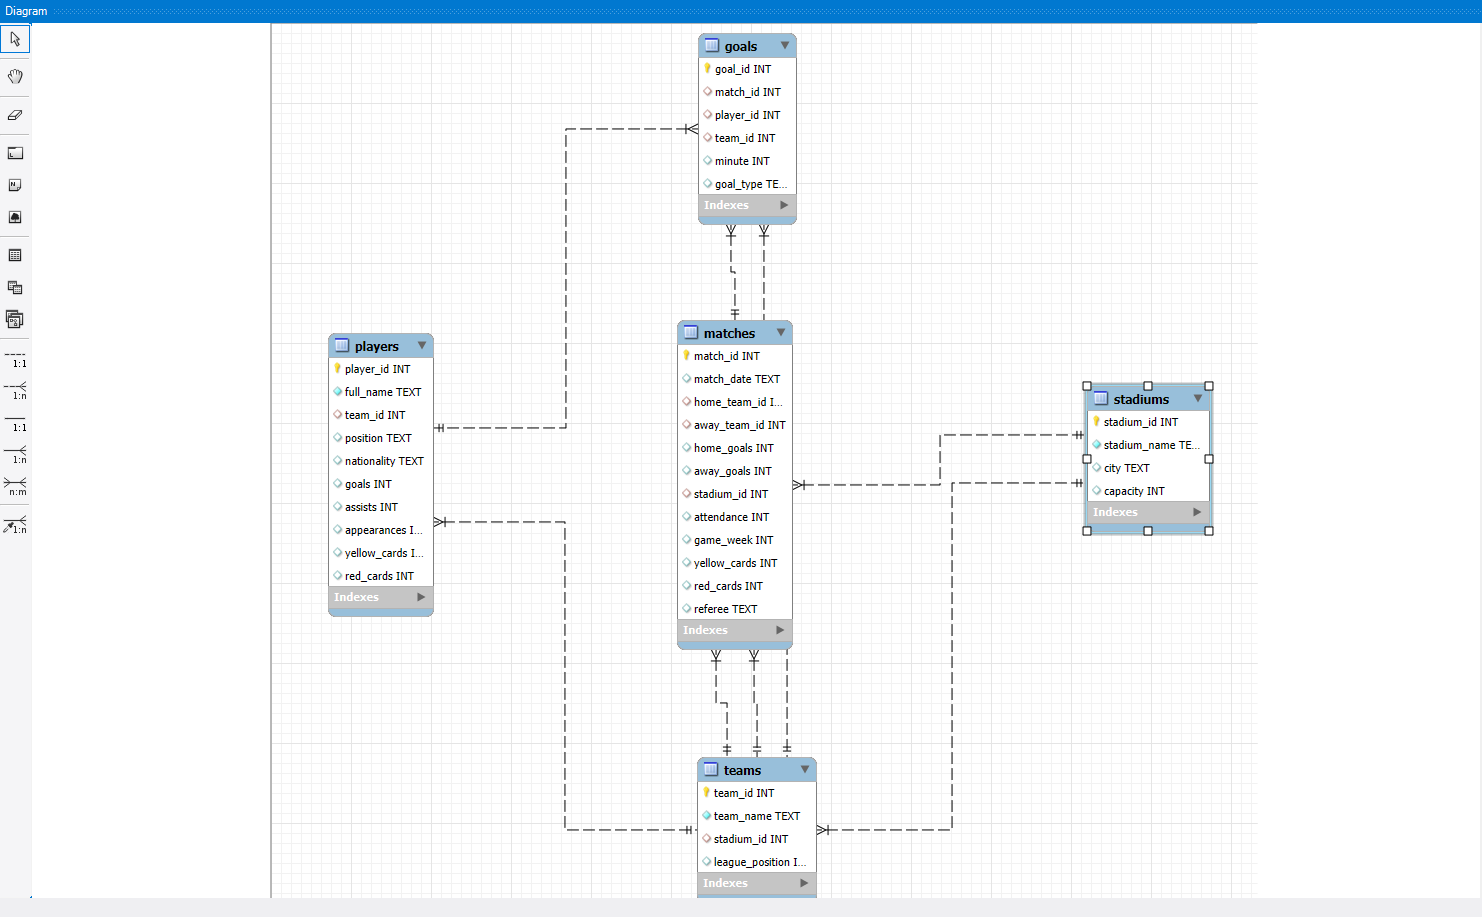 Diagram
1:1
1:n
1:1
1:n
n:m
1:n
goals
goal_id INT
match_id INT
player_id INT
team_id INT
minute INT
goal_type TE...
Indexes
players
player_id INT
full_name TEXT
team_id INT
position TEXT
nationality TEXT
goals INT
assists INT
appearances I...
yellow_cards I...
red_cards INT
Indexes
matches
match_id INT
match_date TEXT
home_team_id I...
away_team_id INT
home_goals INT
away_goals INT
stadium_id INT
attendance INT
game_week INT
yellow_cards INT
red_cards INT
referee TEXT
Indexes
stadiums
stadium_id INT
stadium_name TE...
city TEXT
capacity INT
Indexes
teams
team_id INT
team_name TEXT
stadium_id INT
league_position I...
Indexes